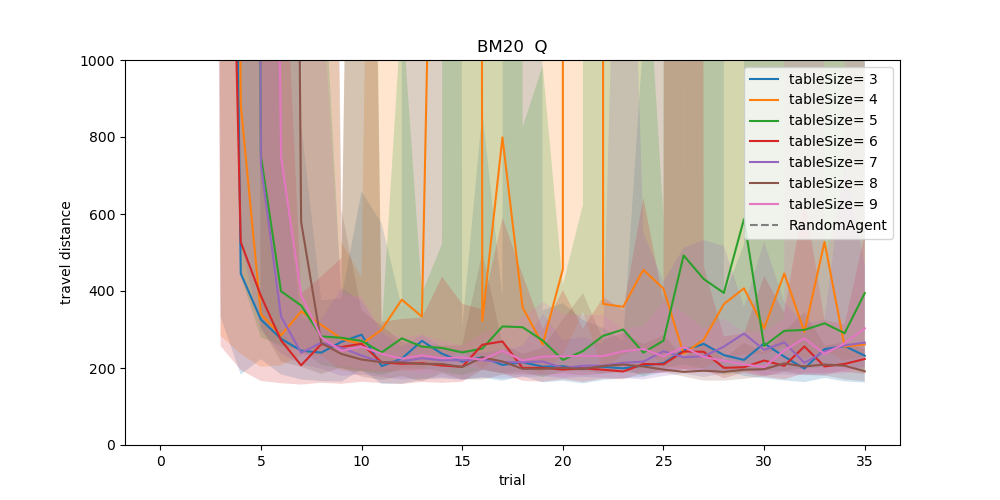 BM20 Q
1000
800
600
400
200
0
travel distance
0 5 10 15 20 25 30 35
trial
tableSize= 3
tableSize= 4
tableSize= 5
tableSize= 6
tableSize= 7
tableSize= 8
tableSize= 9
RandomAgent